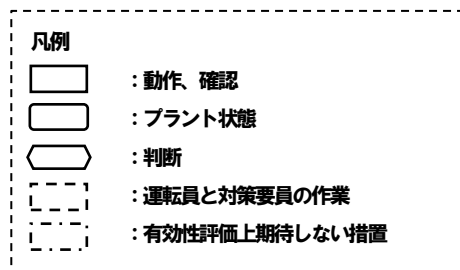 凡例
：動作、確認
：プラント状態
：判断
：運転員と対策要員の作業
：有効性評価上期待しない措置